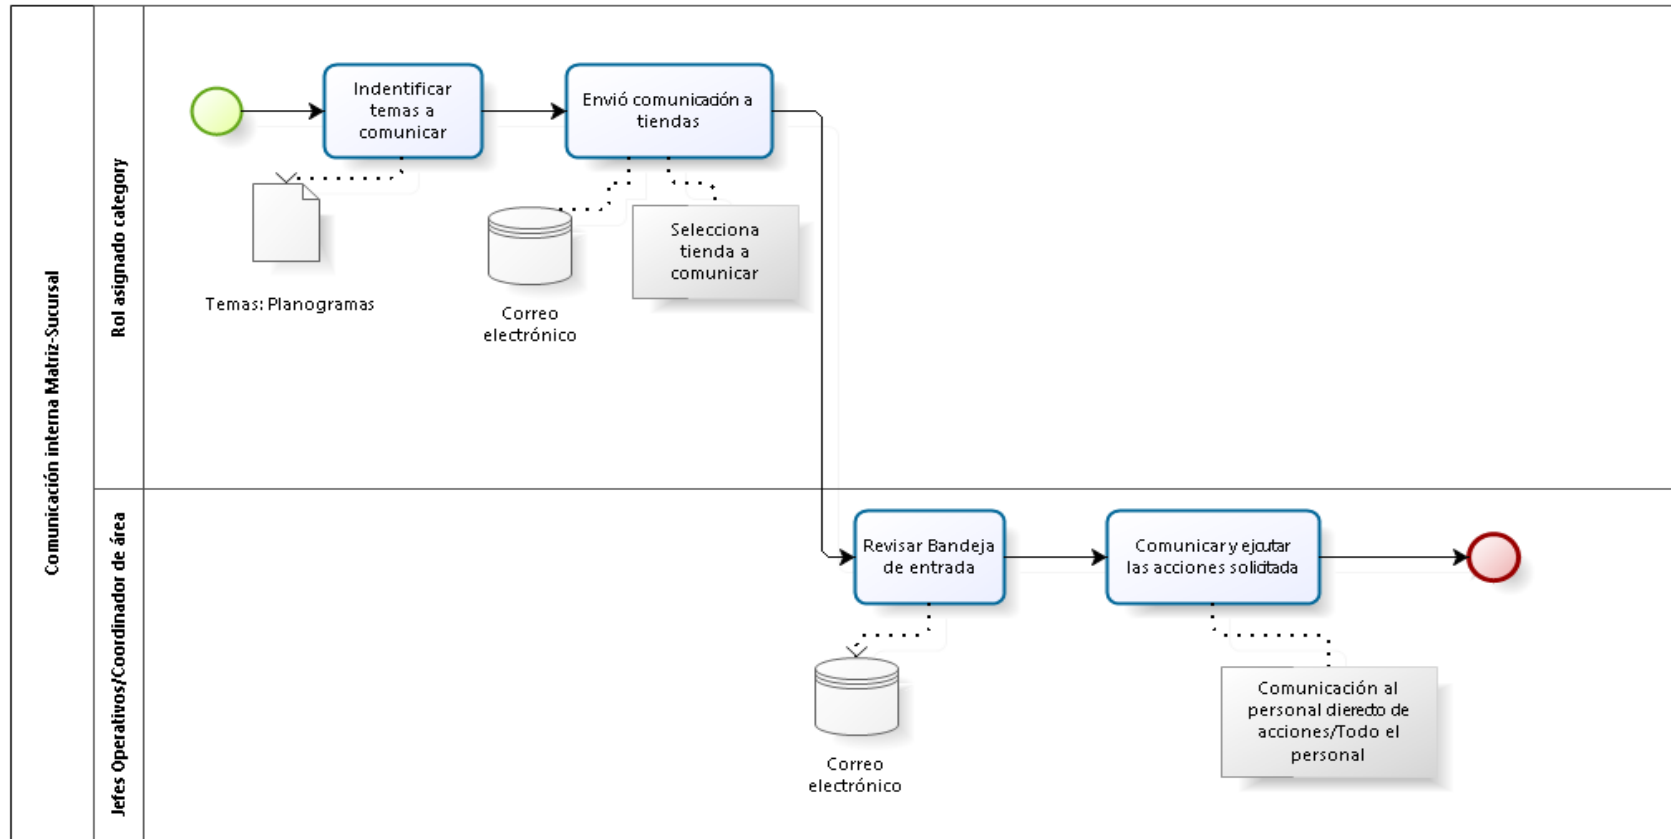 Comunicación interna Matriz-Sucursal
Rol asignado category
Indentificar
temas a
comunicar
Envió comunicación a
tiendas
Temas: Planogramas
Correo
electrónico
Selecciona
tienda a
comunicar
Jefes Operativos/Coordinador de área
Revisar Bandeja
de entrada
Comunicar y ejcutar
las acciones solicitada
Correo
electrónico
Comunicación al
personal dierecto de
acciones/Todo el
personal